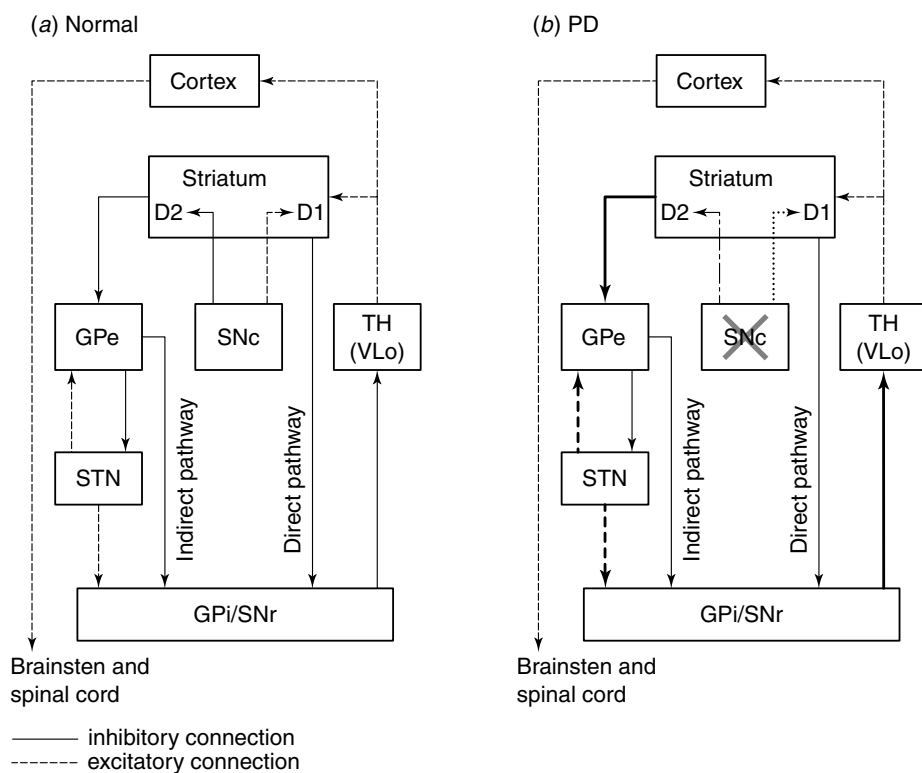 (a) Normal
Cortex
Striatum
D2
D1
GPe
SNc
TH
(VLo)
STN
Indirect pathway
Direct pathway
GPi/SNr
Brainsten and
spinal cord
inhibitory connection
excitatory connection
(b) PD
Cortex
Striatum
D2
D1
GPe
SNc
TH
(VLo)
STN
Indirect pathway
Direct pathway
GPi/SNr
Brainsten and
spinal cord